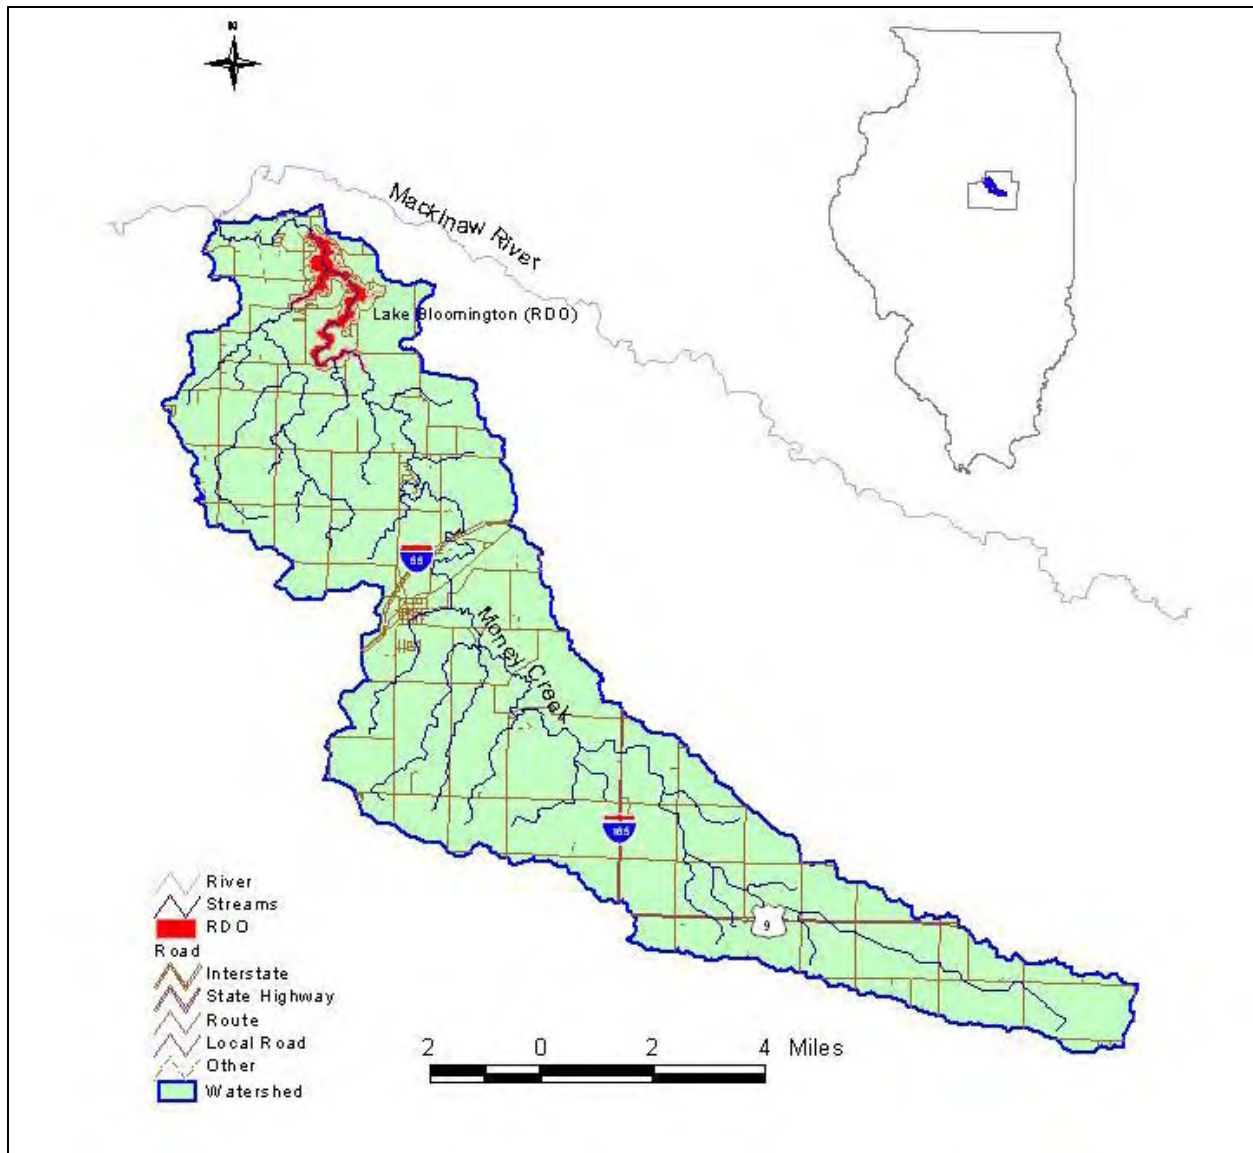 N
Mackinaw River
Lake Bloomington (RDO)
55
Money Creek
165
9
River
Streams
RDO
Road
Interstate
State Highway
Route
Local Road
Other
Watershed
2 0 2 4 Miles